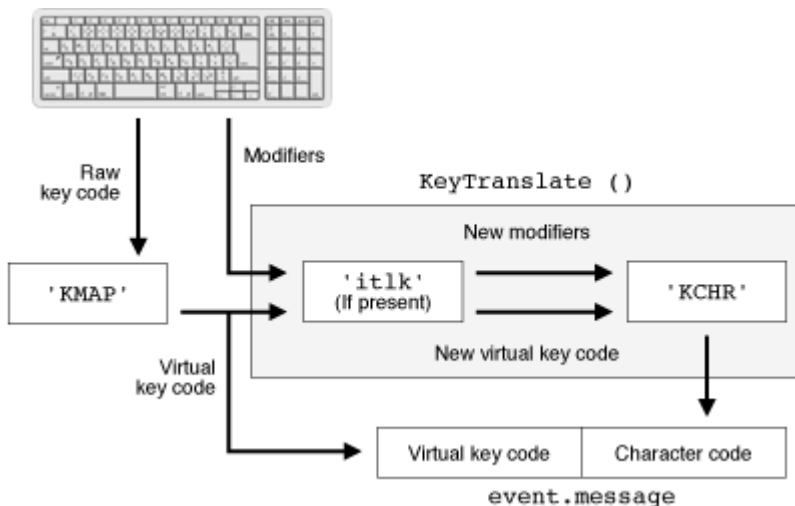 Raw
key code
Modifiers
KeyTranslate ()
New modifiers
'KMAP'
'itlk'
(If present)
'KCHR'
New virtual key code
Virtual
key code
Virtual key code
Character code
event.message